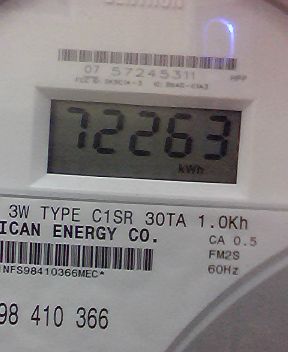 07 57245311
72263
kWh
3W TYPE C1SR 30TA 1.0Kh
ICAN ENERGY CO.
CA 0.5
FM2S
60Hz
NFS98410366MEC*
98 410 366